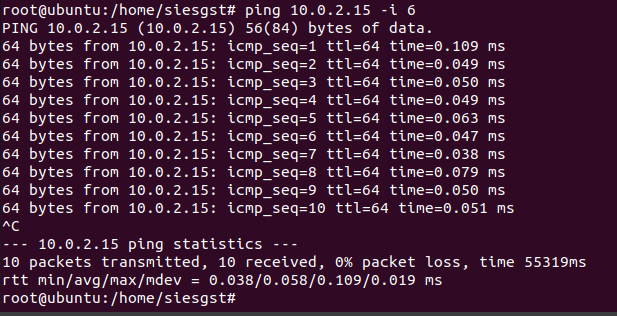 root@ubuntu:/home/siesgst# ping 10.0.2.15 -i 6
PING 10.0.2.15 (10.0.2.15) 56(84) bytes of data.
64 bytes from 10.0.2.15: icmp_seq=1 ttl=64 time=0.109 ms
64 bytes from 10.0.2.15: icmp_seq=2 ttl=64 time=0.049 ms
64 bytes from 10.0.2.15: icmp_seq=3 ttl=64 time=0.050 ms
64 bytes from 10.0.2.15: icmp_seq=4 ttl=64 time=0.049 ms
64 bytes from 10.0.2.15: icmp_seq=5 ttl=64 time=0.063 ms
64 bytes from 10.0.2.15: icmp_seq=6 ttl=64 time=0.047 ms
64 bytes from 10.0.2.15: icmp_seq=7 ttl=64 time=0.038 ms
64 bytes from 10.0.2.15: icmp_seq=8 ttl=64 time=0.079 ms
64 bytes from 10.0.2.15: icmp_seq=9 ttl=64 time=0.050 ms
64 bytes from 10.0.2.15: icmp_seq=10 ttl=64 time=0.051 ms
^C
--- 10.0.2.15 ping statistics ---
10 packets transmitted, 10 received, 0% packet loss, time 55319ms
rtt min/avg/max/mdev = 0.038/0.058/0.109/0.019 ms
root@ubuntu:/home/siesgst#